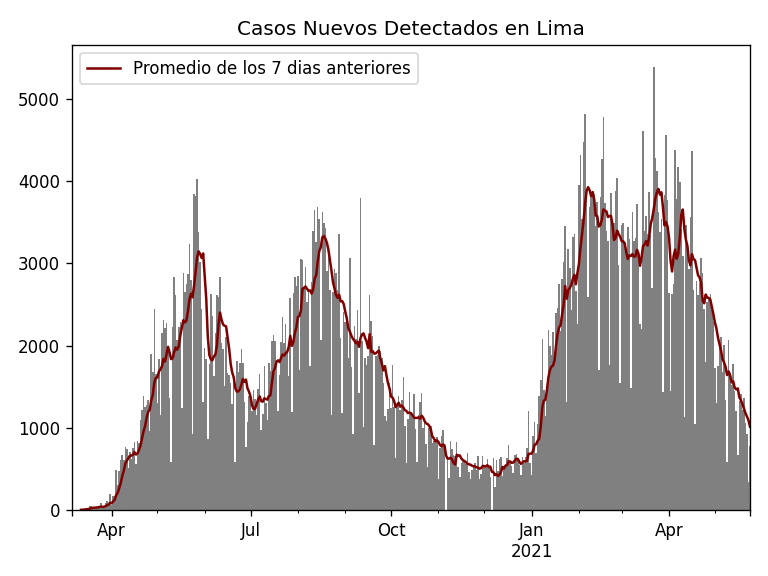 Casos Nuevos Detectados en Lima
Promedio de los 7 dias anteriores
5000
4000
3000
2000
1000
0
Apr Jul Oct Jan Apr
2021